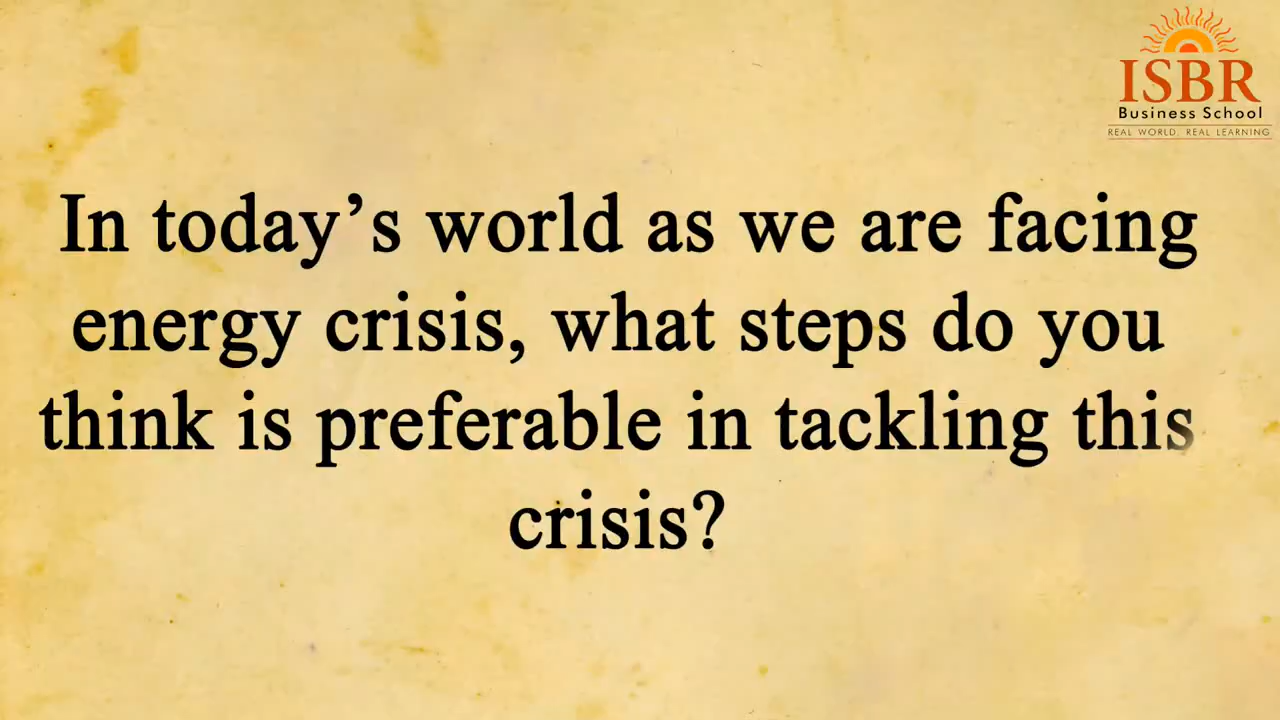 ISBR
Business School
REAL WORLD. REAL LEARNING
In today’s world as we are facing
energy crisis, what steps do you
think is preferable in tackling this
crisis?